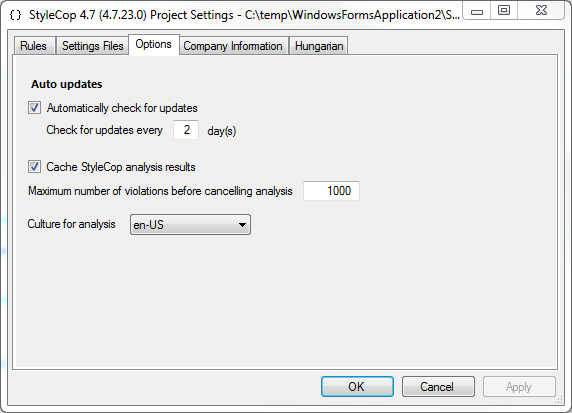 {} StyleCop 4.7 (4.7.23.0) Project Settings - C:\temp\WindowsFormsApplication2\S...
Rules Settings Files Options Company Information Hungarian
Auto updates
Automatically check for updates
Check for updates every 2 day(s)
Cache StyleCop analysis results
Maximum number of violations before cancelling analysis 1000
Culture for analysis en-US
OK Cancel Apply